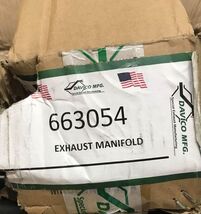 DAVICO MFG.
663054
EXHAUST MANIFOLD
DAVICO MFG.